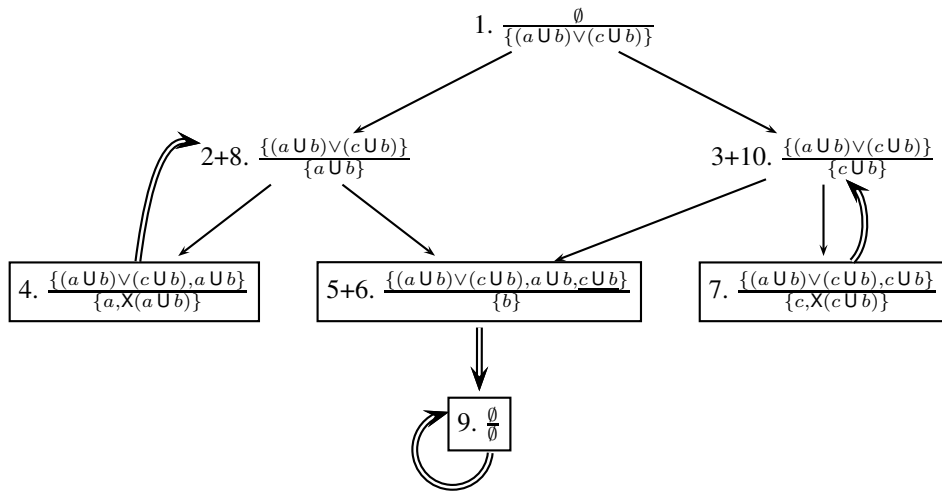 1. ∅ / {(a U b)∨(c U b)}
2+8. {(a U b)∨(c U b)} / {a U b}
3+10. {(a U b)∨(c U b)} / {c U b}
4. {(a U b)∨(c U b),a U b} / {a,X(a U b)}
5+6. {(a U b)∨(c U b),a U b,c U b} / {b}
7. {(a U b)∨(c U b),c U b} / {c,X(c U b)}
9. ∅ / ∅